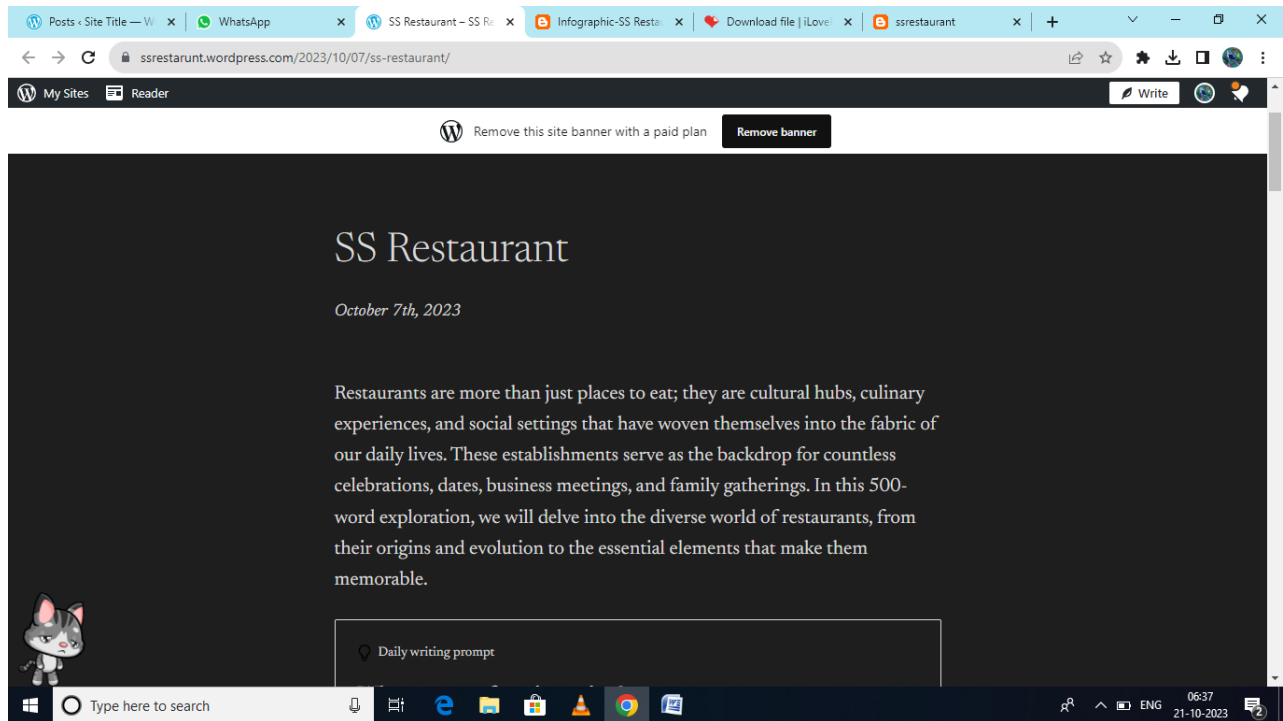 Posts ‹ Site Title — W
WhatsApp
SS Restaurant – SS Re
Infographic-SS Resta
Download file | iLove
ssrestaurant
ssrestarunt.wordpress.com/2023/10/07/ss-restaurant/
My Sites Reader Write
Remove this site banner with a paid plan Remove banner
SS Restaurant
October 7th, 2023
Restaurants are more than just places to eat; they are cultural hubs, culinary
experiences, and social settings that have woven themselves into the fabric of
our daily lives. These establishments serve as the backdrop for countless
celebrations, dates, business meetings, and family gatherings. In this 500-
word exploration, we will delve into the diverse world of restaurants, from
their origins and evolution to the essential elements that make them
memorable.
Daily writing prompt
Type here to search
ENG
06:37
21-10-2023
2